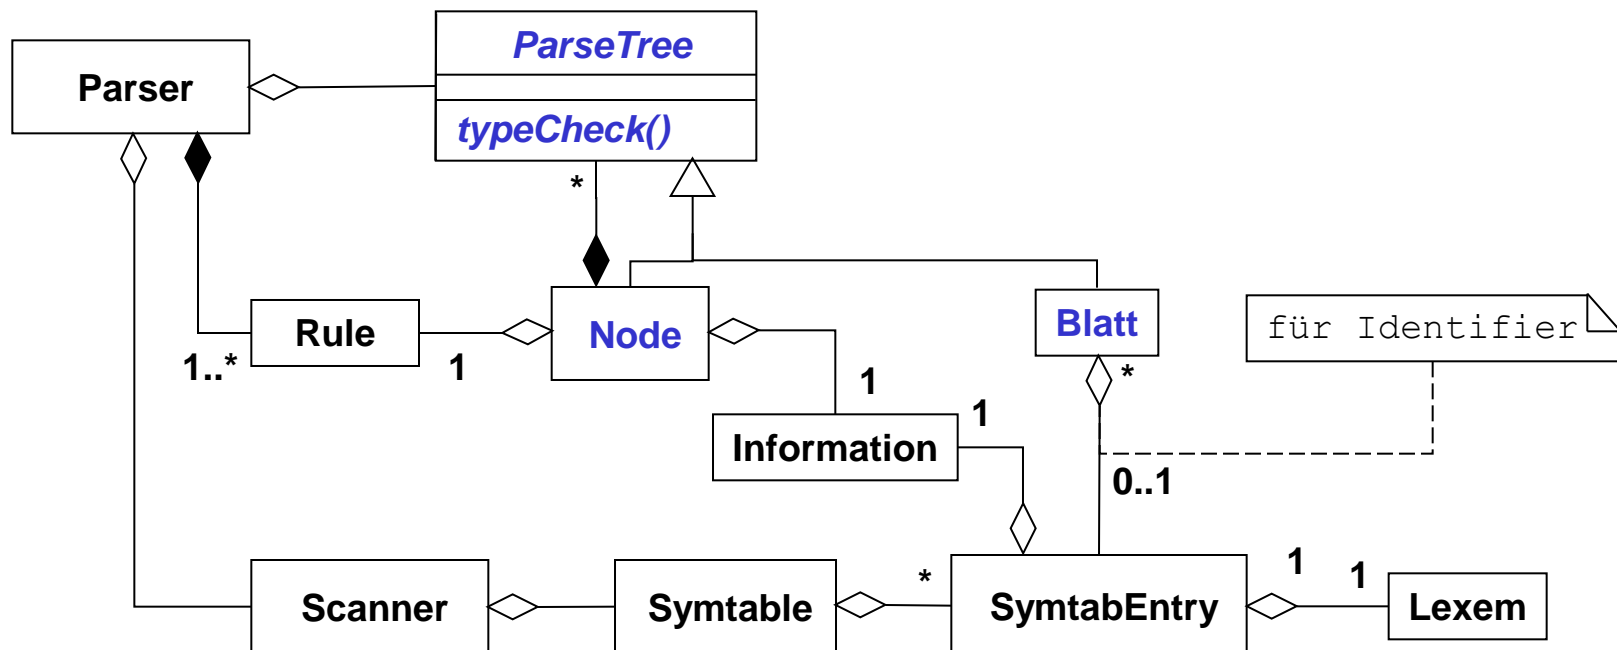 ParseTree
Parser
typeCheck()
*
Blatt
für Identifier
Rule
Node
1..*
1
*
1
1
Information
0..1
*
1
1
Scanner
Symtable
SymtabEntry
Lexem